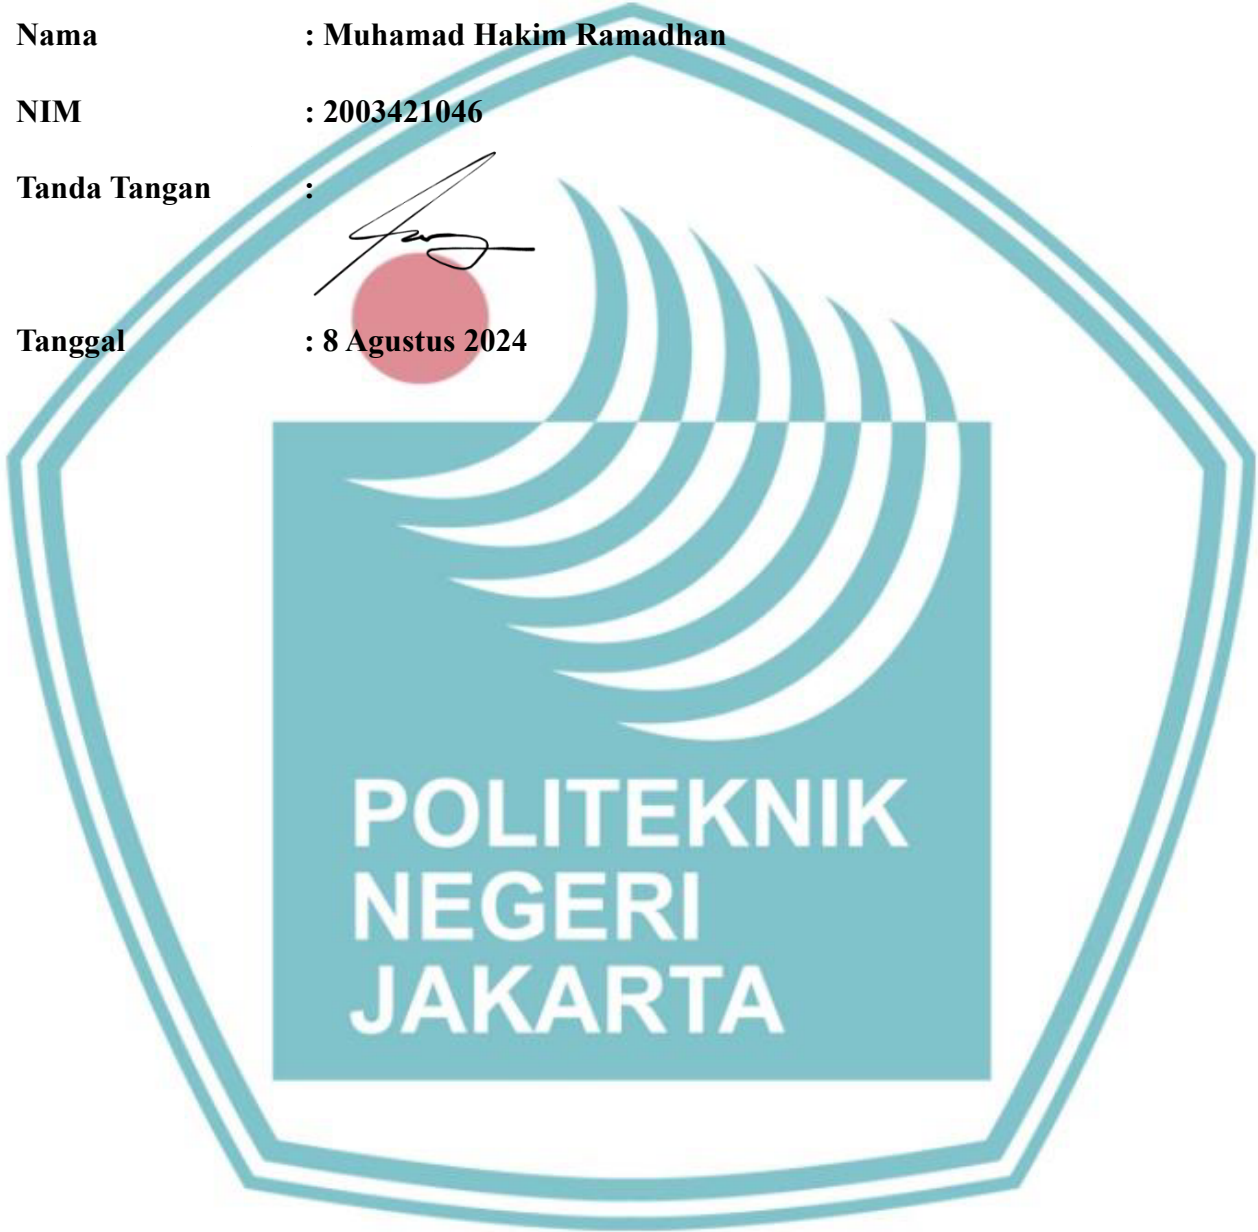 Nama : Muhamad Hakim Ramadhan
NIM : 2003421046
Tanda Tangan :
Tanggal : 8 Agustus 2024
POLITEKNIK
NEGERI
JAKARTA